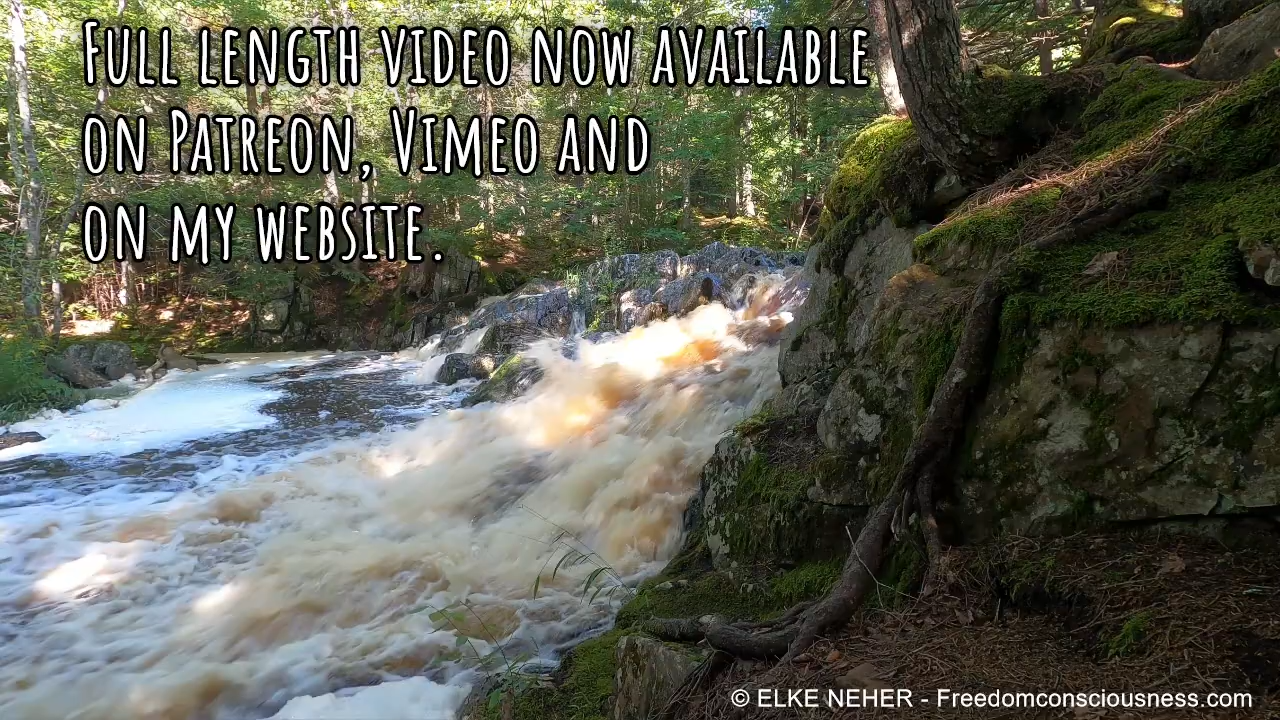 Full length video now available
on Patreon, Vimeo and
on my website.
© ELKE NEHER - Freedomconsciousness.com